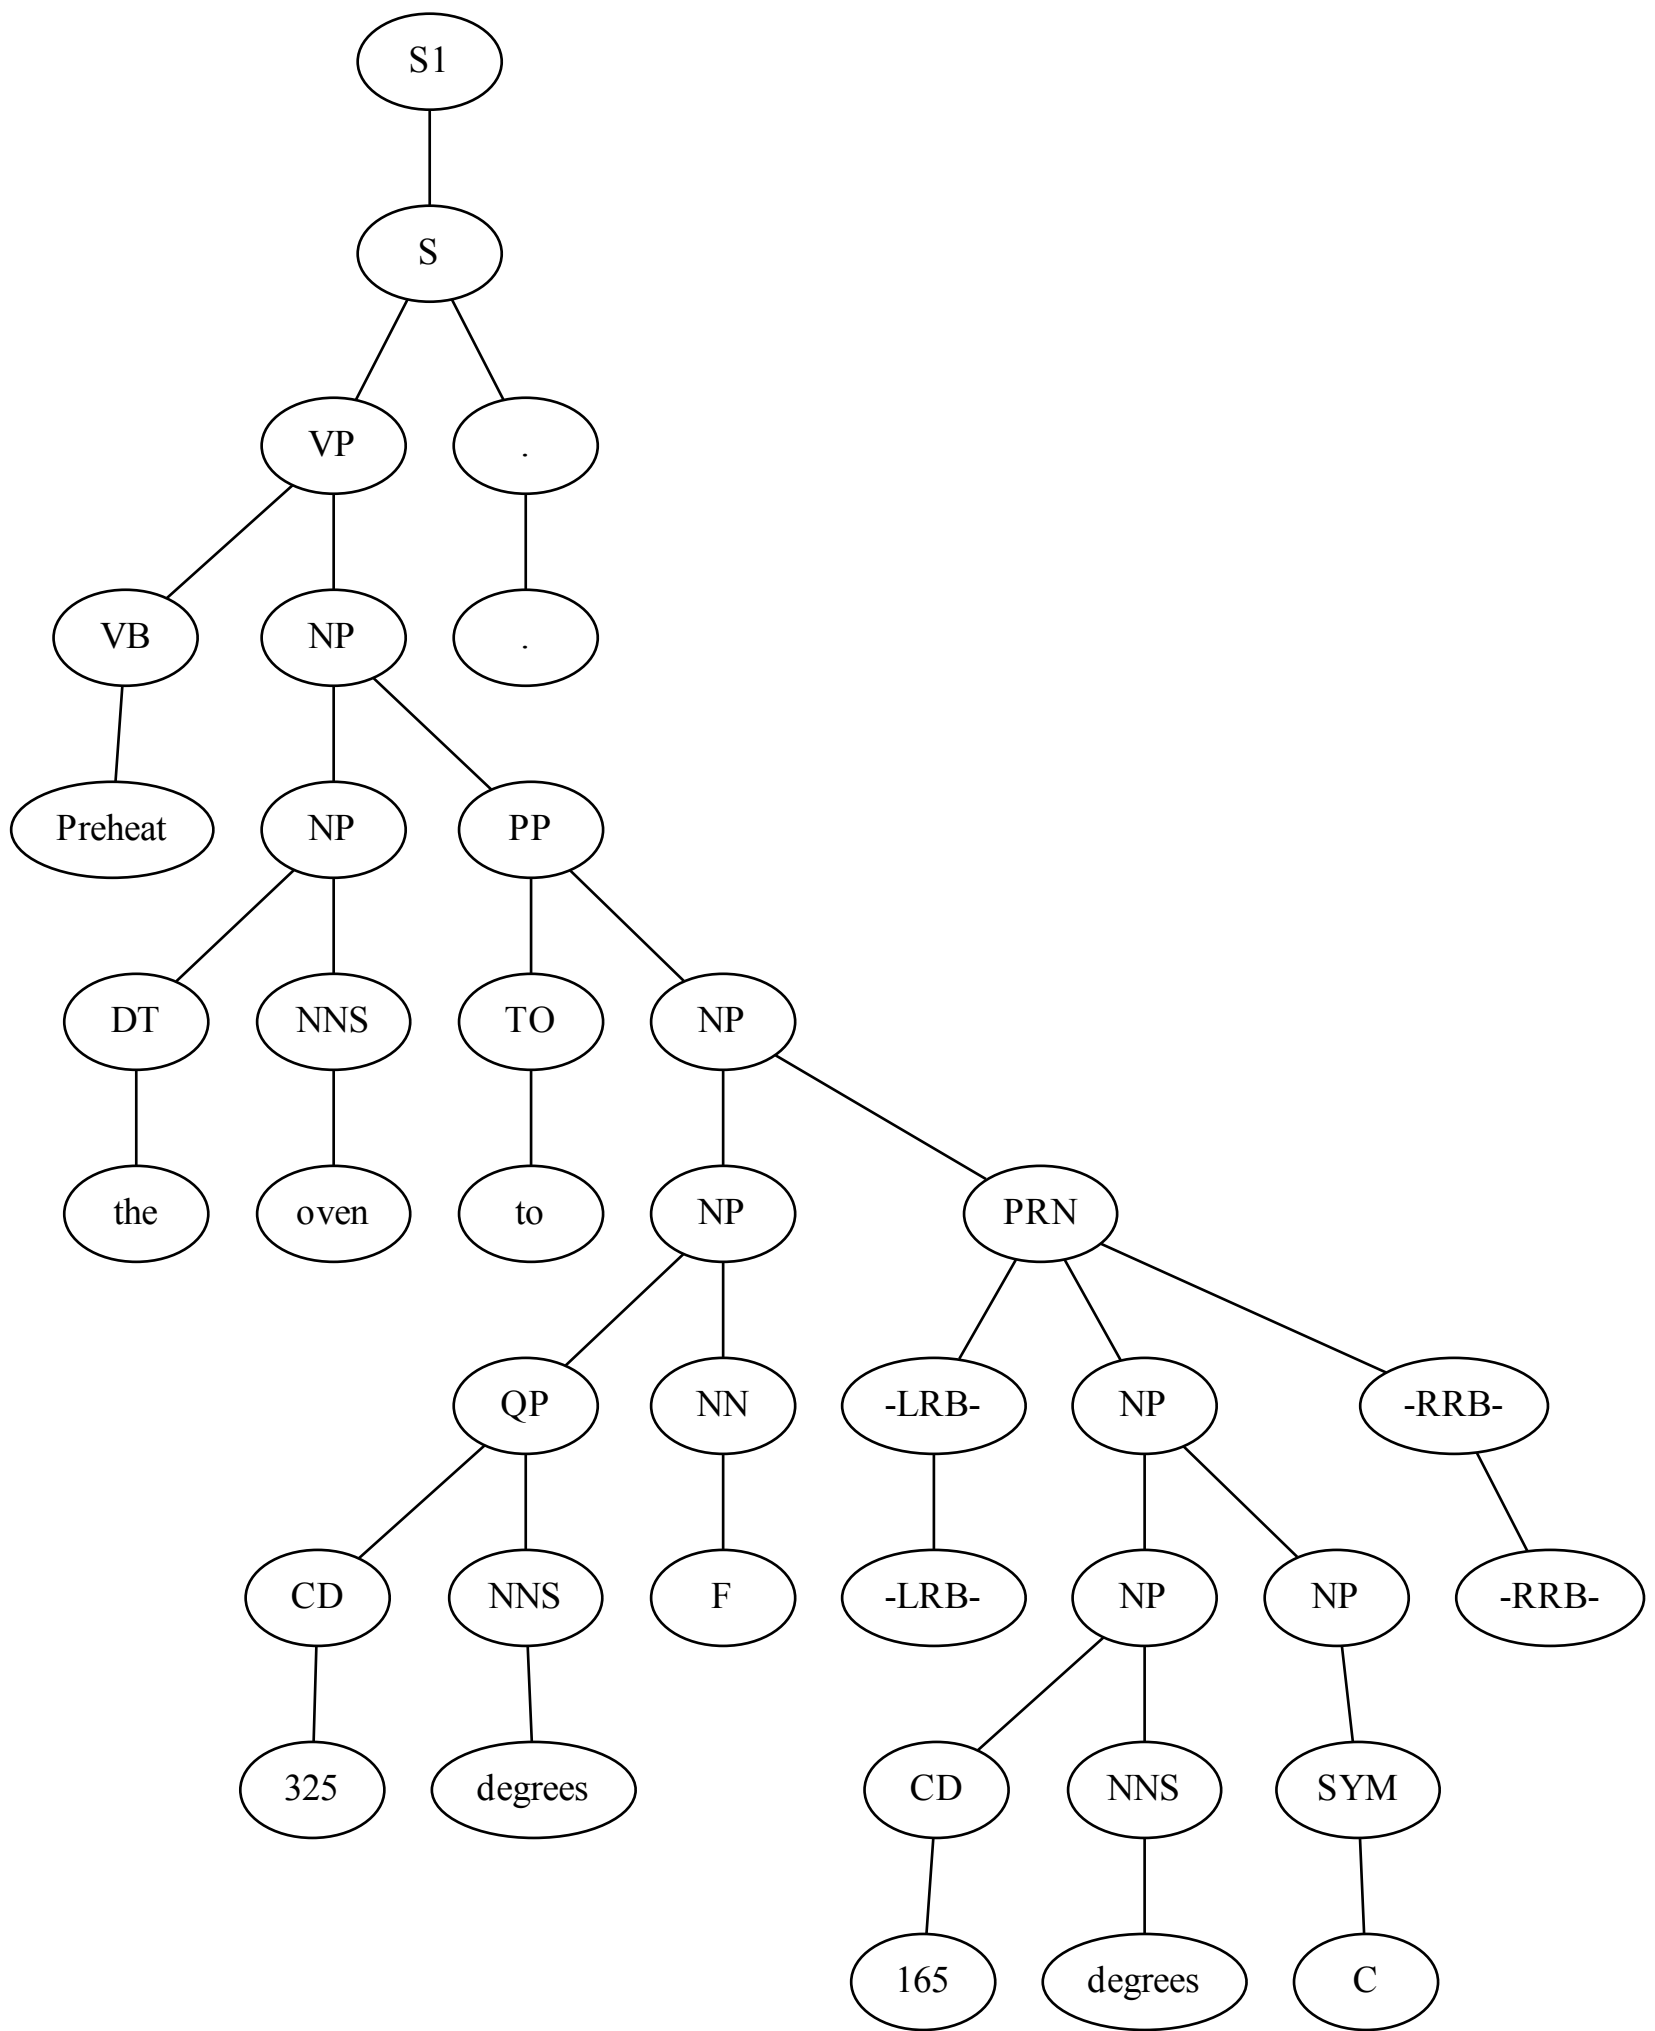 S1
S
VP .
VB NP .
Preheat NP PP
DT NNS TO NP
the oven to NP PRN
QP NN -LRB- NP -RRB-
CD NNS F -LRB- NP NP -RRB-
325 degrees CD NNS SYM
165 degrees C